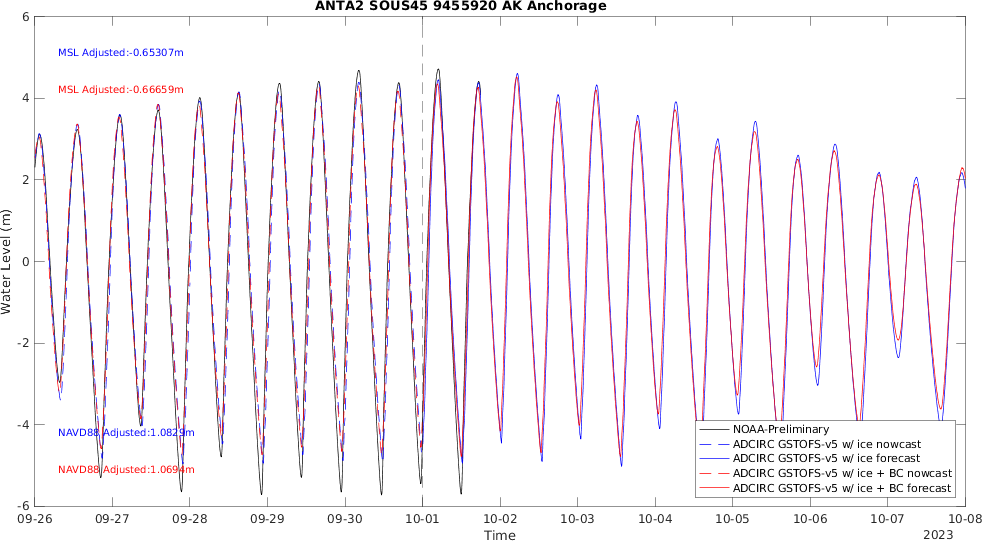 ANTA2 SOUS45 9455920 AK Anchorage
6
MSL Adjusted:-0.65307m
MSL Adjusted:-0.66659m
4
2
0
-2
-4
-6
Water Level (m)
NAVD88 Adjusted:1.0829m
NAVD88 Adjusted:1.0694m
NOAA-Preliminary
ADCIRC GSTOFS-v5 w/ ice nowcast
ADCIRC GSTOFS-v5 w/ ice forecast
ADCIRC GSTOFS-v5 w/ ice + BC nowcast
ADCIRC GSTOFS-v5 w/ ice + BC forecast
09-26 09-27 09-28 09-29 09-30 10-01 10-02 10-03 10-04 10-05 10-06 10-07 10-08
Time
2023